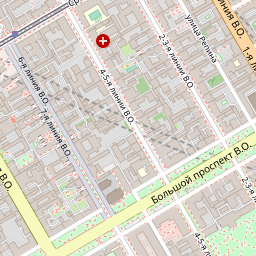 Ср
улица Репина
1-я линия В.О.
2-3-я линии В.О.
6-я линия В.О.
4-5-я линии В.О.
7-я линия В.О.
Большой проспект В.О.
В.О.
4-5-я линии В.О.